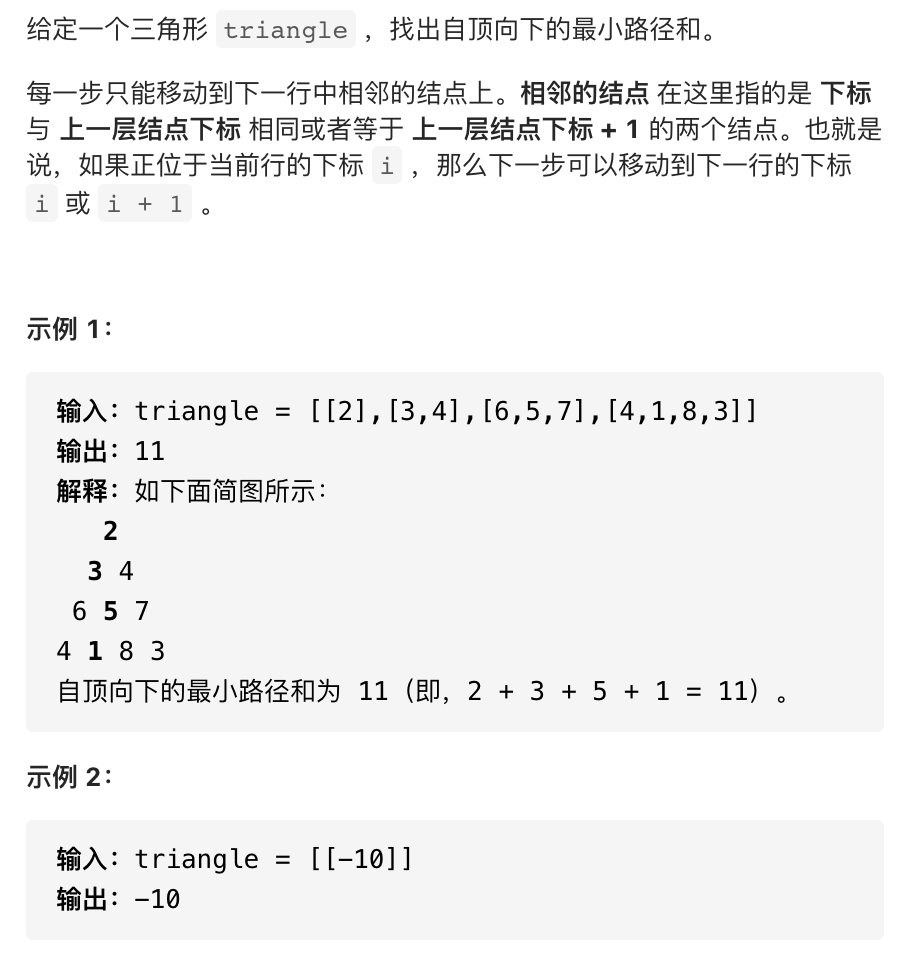 给定一个三角形 triangle ，找出自顶向下的最小路径和。
每一步只能移动到下一行中相邻的结点上。相邻的结点 在这里指的是 下标
与 上一层结点下标 相同或者等于 上一层结点下标 + 1 的两个结点。也就是
说，如果正位于当前行的下标 i ，那么下一步可以移动到下一行的下标
i 或 i + 1 。
示例 1：
输入：triangle = [[2],[3,4],[6,5,7],[4,1,8,3]]
输出：11
解释：如下面简图所示：
2
3 4
6 5 7
4 1 8 3
自顶向下的最小路径和为 11（即，2 + 3 + 5 + 1 = 11）。
示例 2：
输入：triangle = [[-10]]
输出：-10